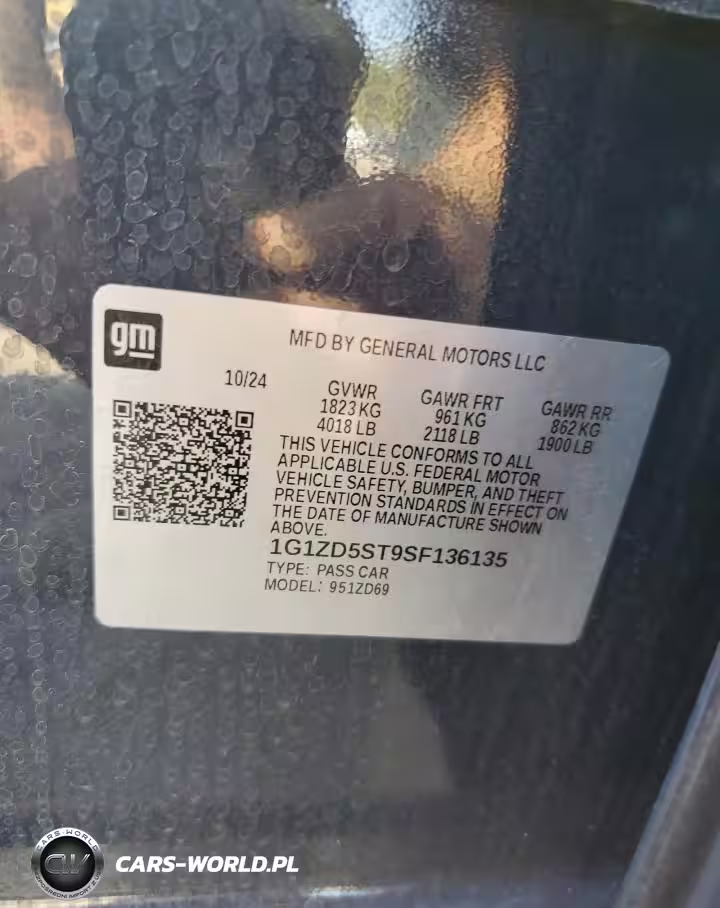 gm
MFD BY GENERAL MOTORS LLC
10/24
GVWR
1823 KG
4018 LB
GAWR FRT
961 KG
2118 LB
GAWR RR
862 KG
1900 LB
THIS VEHICLE CONFORMS TO ALL
APPLICABLE U.S. FEDERAL MOTOR
VEHICLE SAFETY, BUMPER, AND THEFT
PREVENTION STANDARDS IN EFFECT ON
THE DATE OF MANUFACTURE SHOWN
ABOVE.
1G1ZD5ST9SF136135
TYPE: PASS CAR
MODEL: 951ZD69
CARS-WORLD
CW
CARS-WORLD.PL